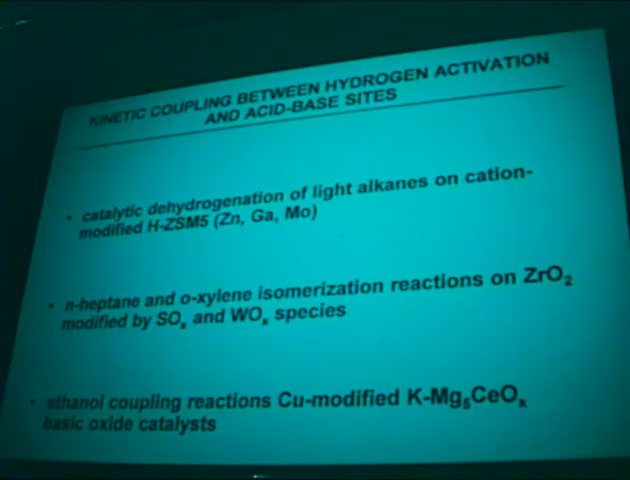 KINETIC COUPLING BETWEEN HYDROGEN ACTIVATION
AND ACID-BASE SITES
• catalytic dehydrogenation of light alkanes on cation-
modified H-ZSM5 (Zn, Ga, Mo)
• n-heptane and o-xylene isomerization reactions on ZrO₂
modified by SOₓ and WOₓ species
• ethanol coupling reactions Cu-modified K-Mg₅CeOₓ
basic oxide catalysts